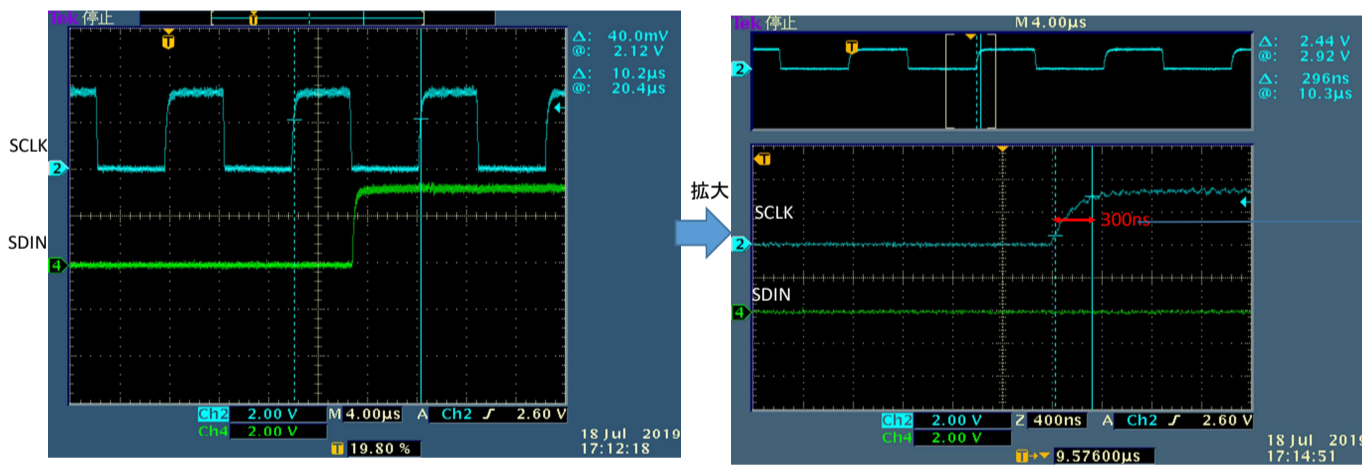 Tek 停止
T
T
Δ: 40.0mV
@: 2.12 V
Δ: 10.2μs
@: 20.4μs
SCLK
2
SDIN
4
Ch2 2.00 V M 4.00μs A Ch2 ƒ 2.60 V
Ch4 2.00 V
T 19.80 %
18 Jul 2019
17:12:18
拡大
Tek 停止 M 4.00μs
T
2
Δ: 2.44 V
@: 2.92 V
Δ: 296ns
@: 10.3μs
T
SCLK
300ns
2
SDIN
4
Ch2 2.00 V Z 400ns A Ch2 ƒ 2.60 V
Ch4 2.00 V
T→▼ 9.57600μs
18 Jul 2019
17:14:51